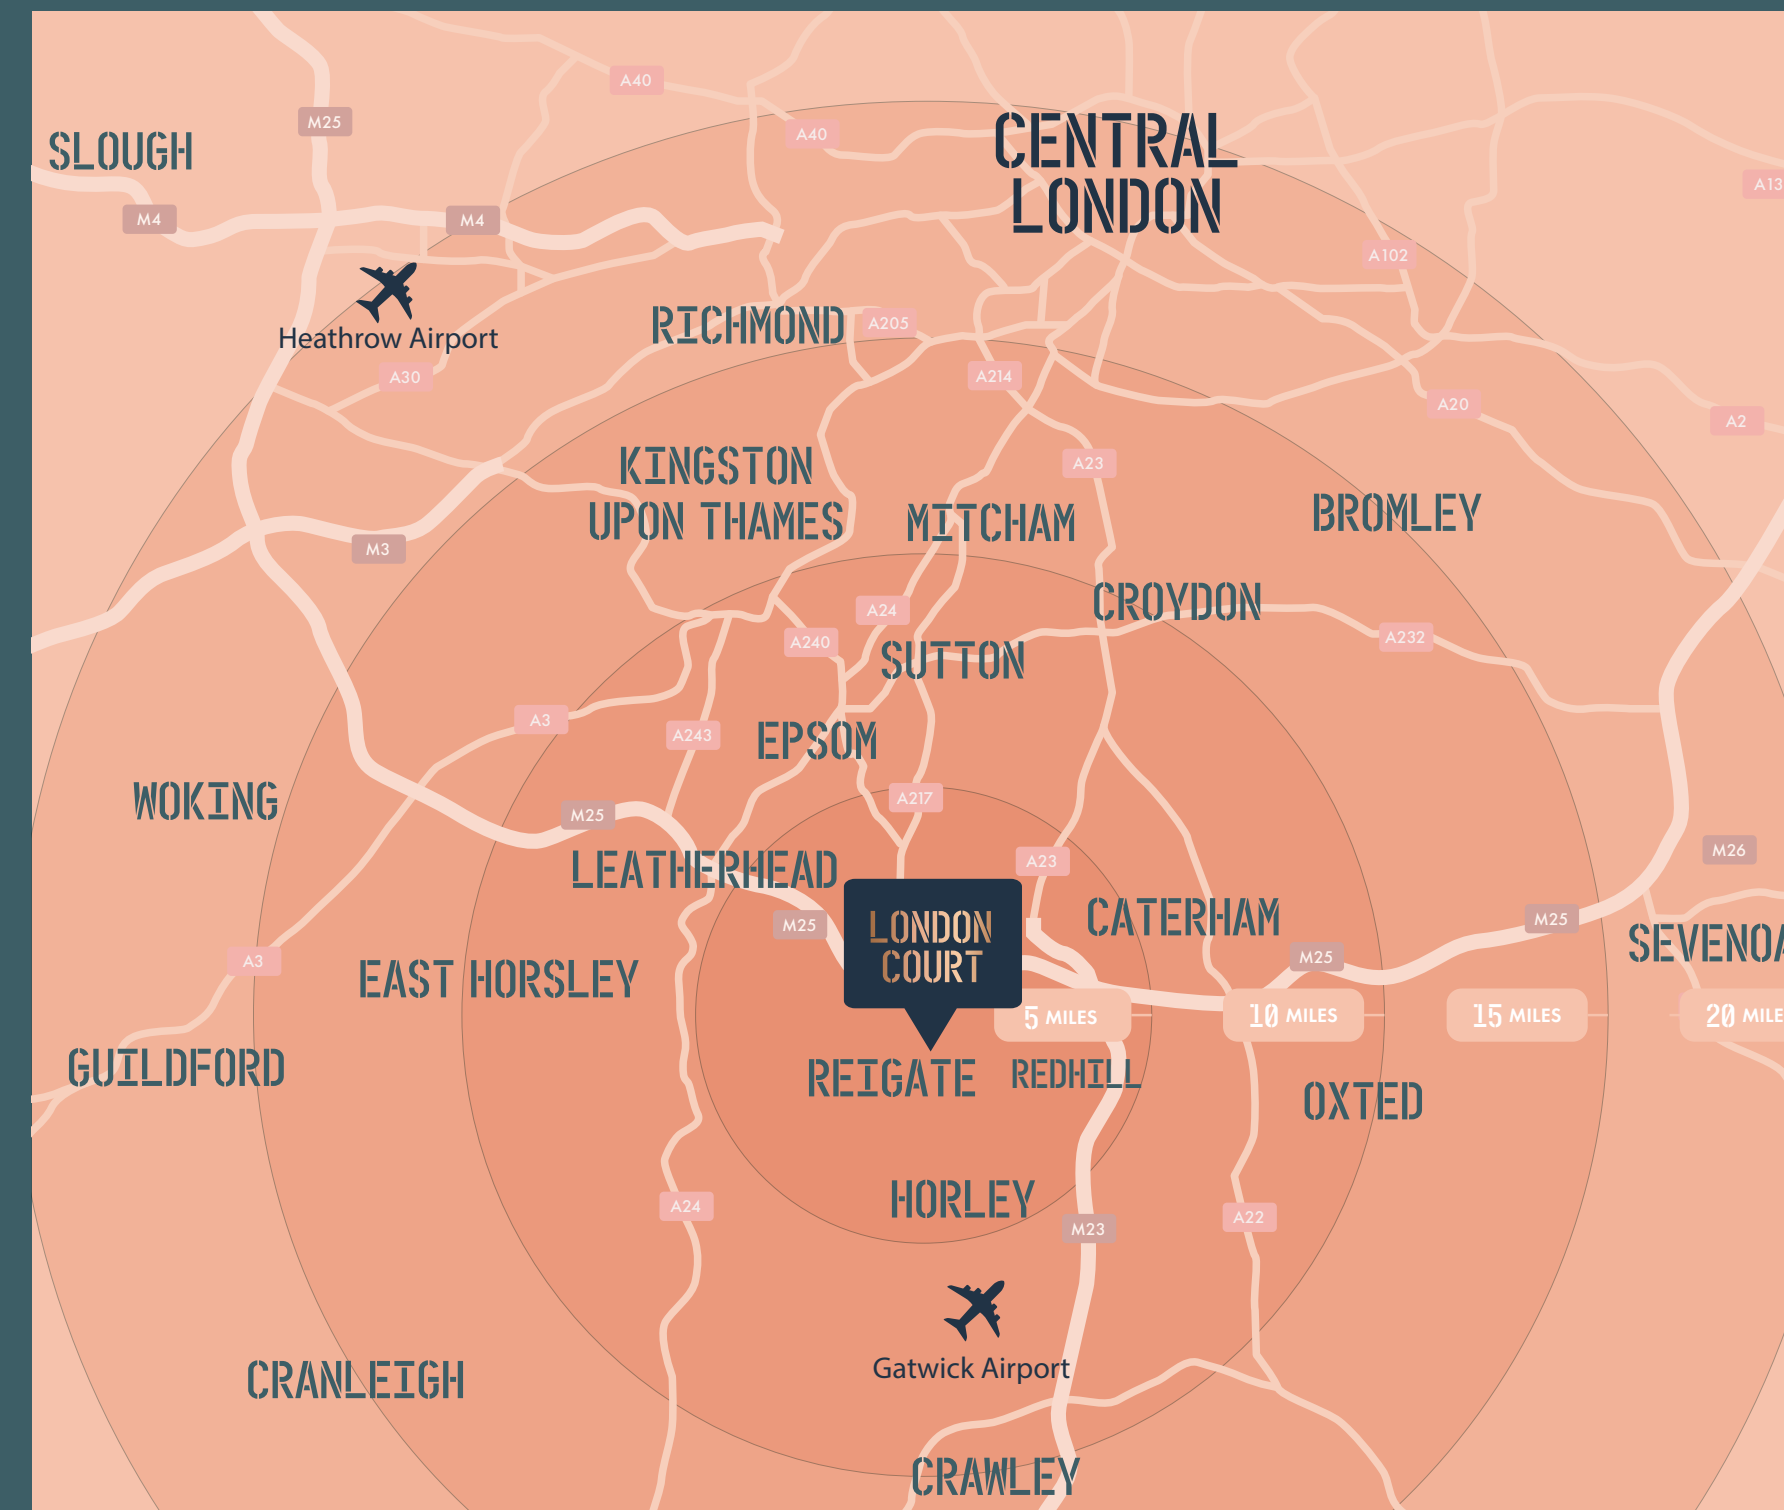 A40
M25
A40
CENTRAL
LONDON
SLOUGH
A13
M4
M4
A102
Heathrow Airport
RICHMOND
A205
A30
A214
A20
A2
KINGSTON
UPON THAMES
A23
MITCHAM
BROMLEY
M3
CROYDON
A24
A240
A232
SUTTON
A3
A243
EPSOM
WOKING
A217
M25
LEATHERHEAD
A23
M26
M25
LONDON
COURT
CATERHAM
M25
M25
SEVENOA
A3
EAST HORSLEY
5 MILES
10 MILES
15 MILES
20 MILE
GUILDFORD
REIGATE
REDHILL
OXTED
HORLEY
A24
M23
A22
Gatwick Airport
CRANLEIGH
CRAWLEY